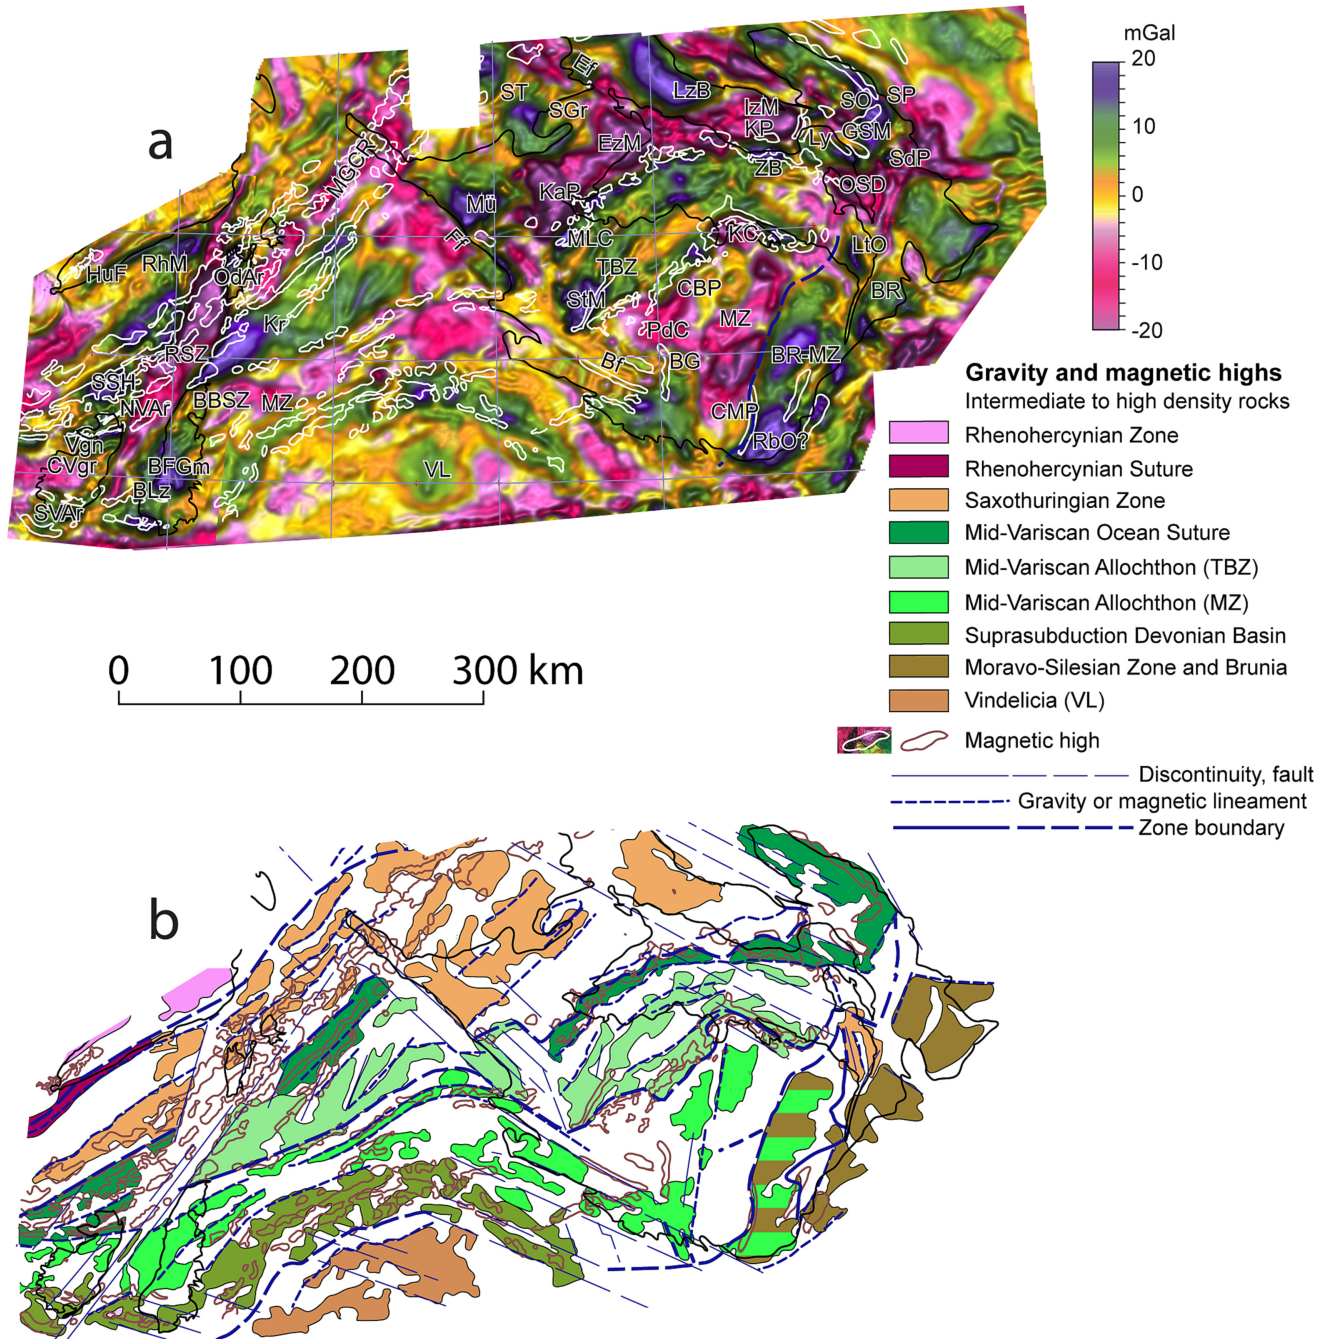 mGal
20
10
0
-10
-20
a
Ef
ST
LzB
SGr
IzM
SO
SP
KP
Ly
GSM
EzM
MGCR
SdP
ZB
KaP
OSD
Mü
Ff
MLC
KC
LtO
HuF
RhM
OdAr
TBZ
CBP
BR
StM
Kr
PdC
MZ
RSZ
Bf
BG
BR-MZ
SSH
NVAr
BBSZ
MZ
CMP
RbO?
Vgn
CVgr
BFGm
VL
BLz
SVAr
Gravity and magnetic highs
Intermediate to high density rocks
Rhenohercynian Zone
Rhenohercynian Suture
Saxothuringian Zone
Mid-Variscan Ocean Suture
Mid-Variscan Allochthon (TBZ)
Mid-Variscan Allochthon (MZ)
Suprasubduction Devonian Basin
Moravo-Silesian Zone and Brunia
Vindelicia (VL)
Magnetic high
Discontinuity, fault
Gravity or magnetic lineament
Zone boundary
0 100 200 300 km
b